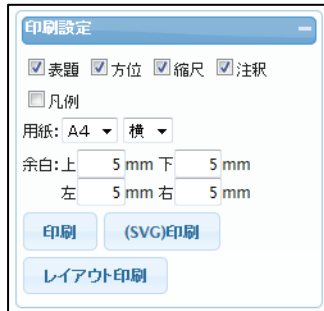 印刷設定
表題 方位 縮尺 注釈
凡例
用紙: A4 横
余白:上 5 mm 下 5 mm
左 5 mm 右 5 mm
印刷 (SVG)印刷
レイアウト印刷